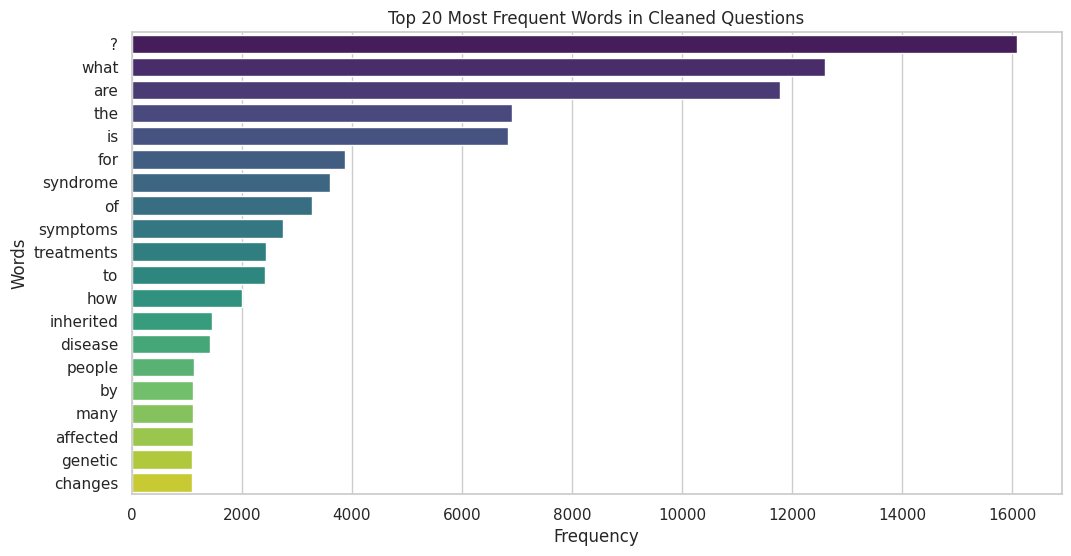 Top 20 Most Frequent Words in Cleaned Questions
?
what
are
the
is
for
syndrome
of
symptoms
treatments
to
how
inherited
disease
people
by
many
affected
genetic
changes
Words
0 2000 4000 6000 8000 10000 12000 14000 16000
Frequency